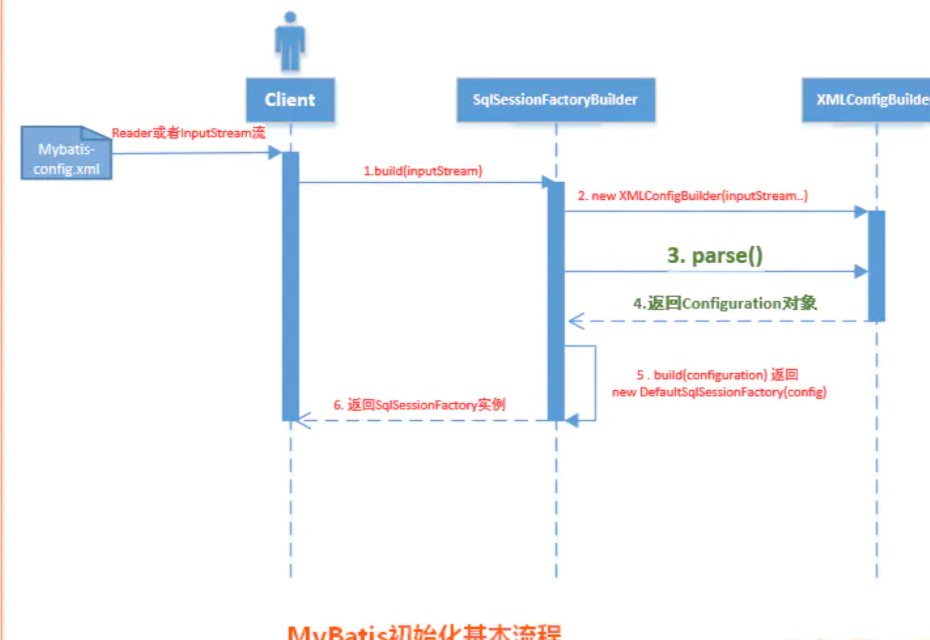 Client
SqlSessionFactoryBuilder
XMLConfigBuilde
Mybatis-
config.xml
Reader或者InputStream流
1.build(inputStream)
2. new XMLConfigBuilder(inputStream..)
3. parse()
4.返回Configuration对象
5 . build(configuration) 返回
new DefaultSqlSessionFactory(config)
6. 返回SqlSessionFactory实例
MyBatis初始化基本流程